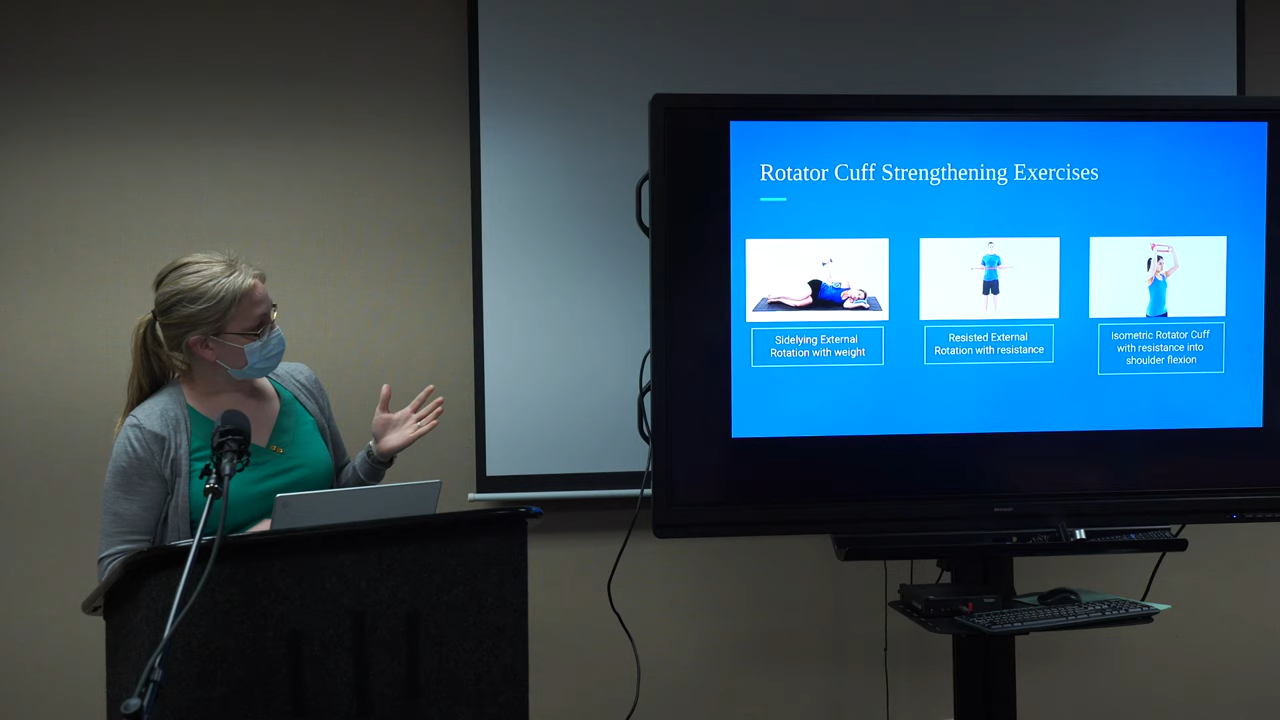 Rotator Cuff Strengthening Exercises
Sidelying External
Rotation with weight
Resisted External
Rotation with resistance
Isometric Rotator Cuff
with resistance into
shoulder flexion